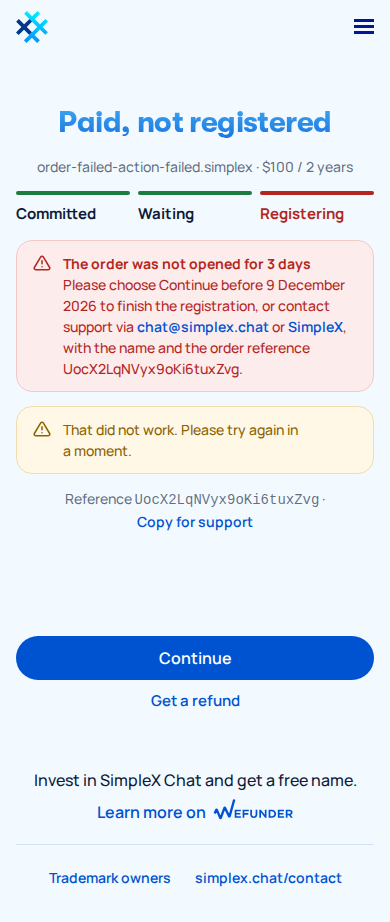 Paid, not registered
order-failed-action-failed.simplex · $100 / 2 years
Committed
Waiting
Registering
The order was not opened for 3 days
Please choose Continue before 9 December
2026 to finish the registration, or contact
support via chat@simplex.chat or SimpleX,
with the name and the order reference
UocX2LqNVyx9oKi6tuxZvg.
That did not work. Please try again in
a moment.
Reference UocX2LqNVyx9oKi6tuxZvg ·
Copy for support
Continue
Get a refund
Invest in SimpleX Chat and get a free name.
Learn more on WEFUNDER
Trademark owners
simplex.chat/contact